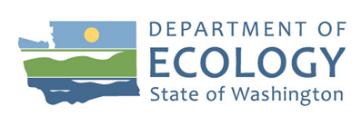 DEPARTMENT OF
ECOLOGY
State of Washington